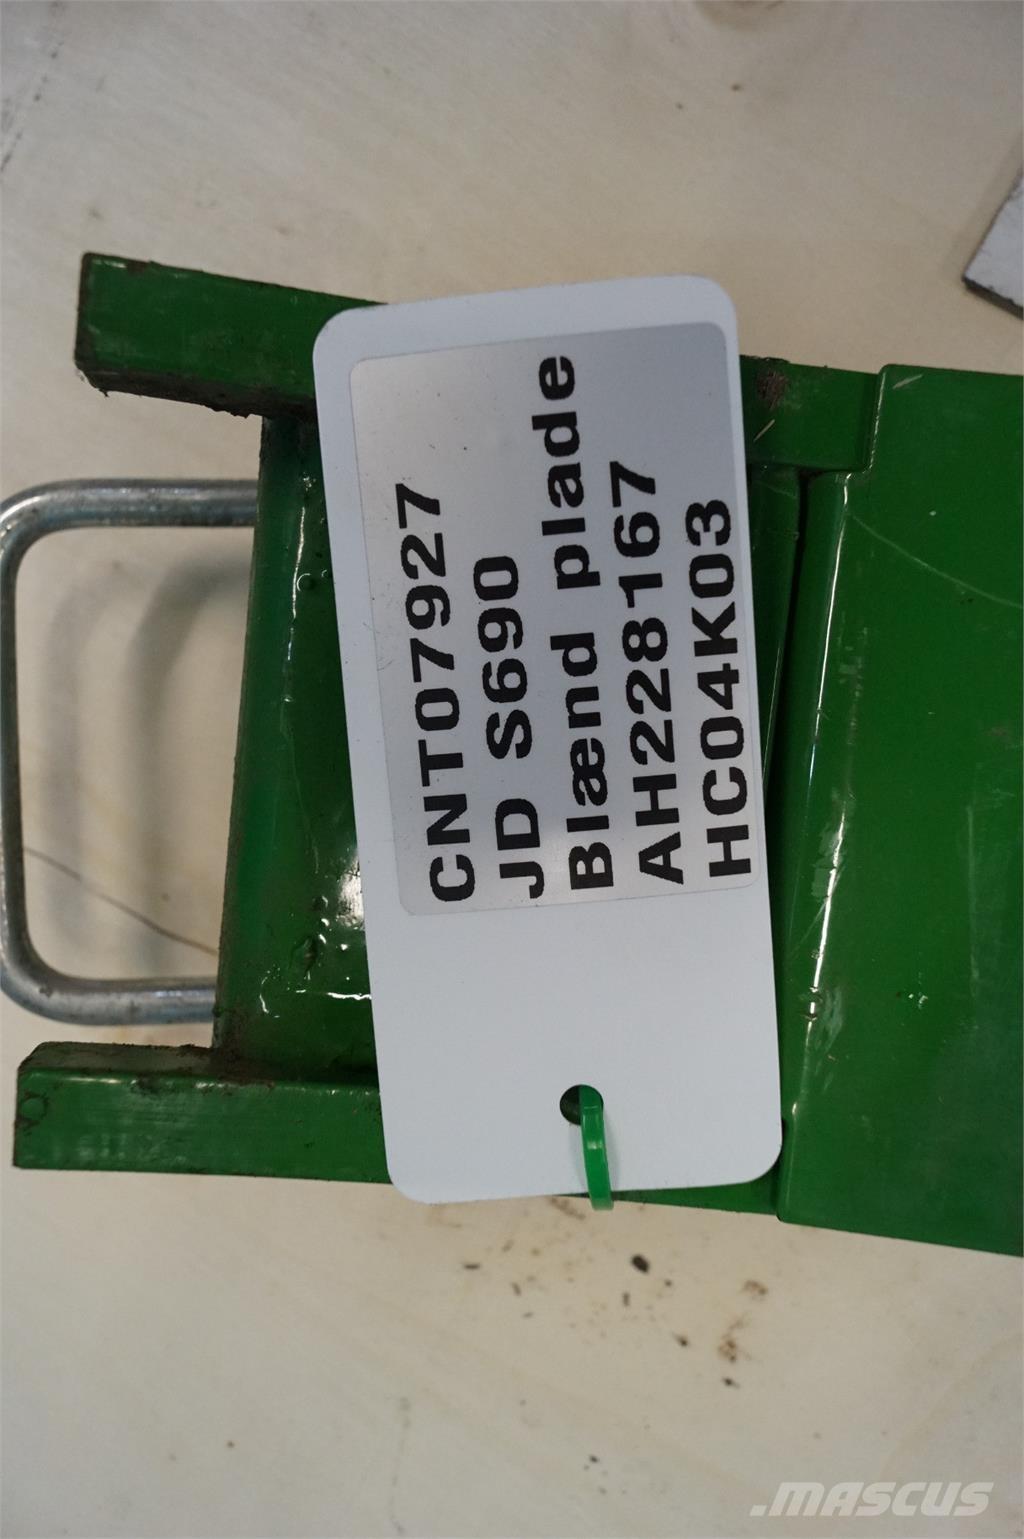 CNT07927
JD S690
Blænd plade
AH228167
HC04K03
.MASCUS